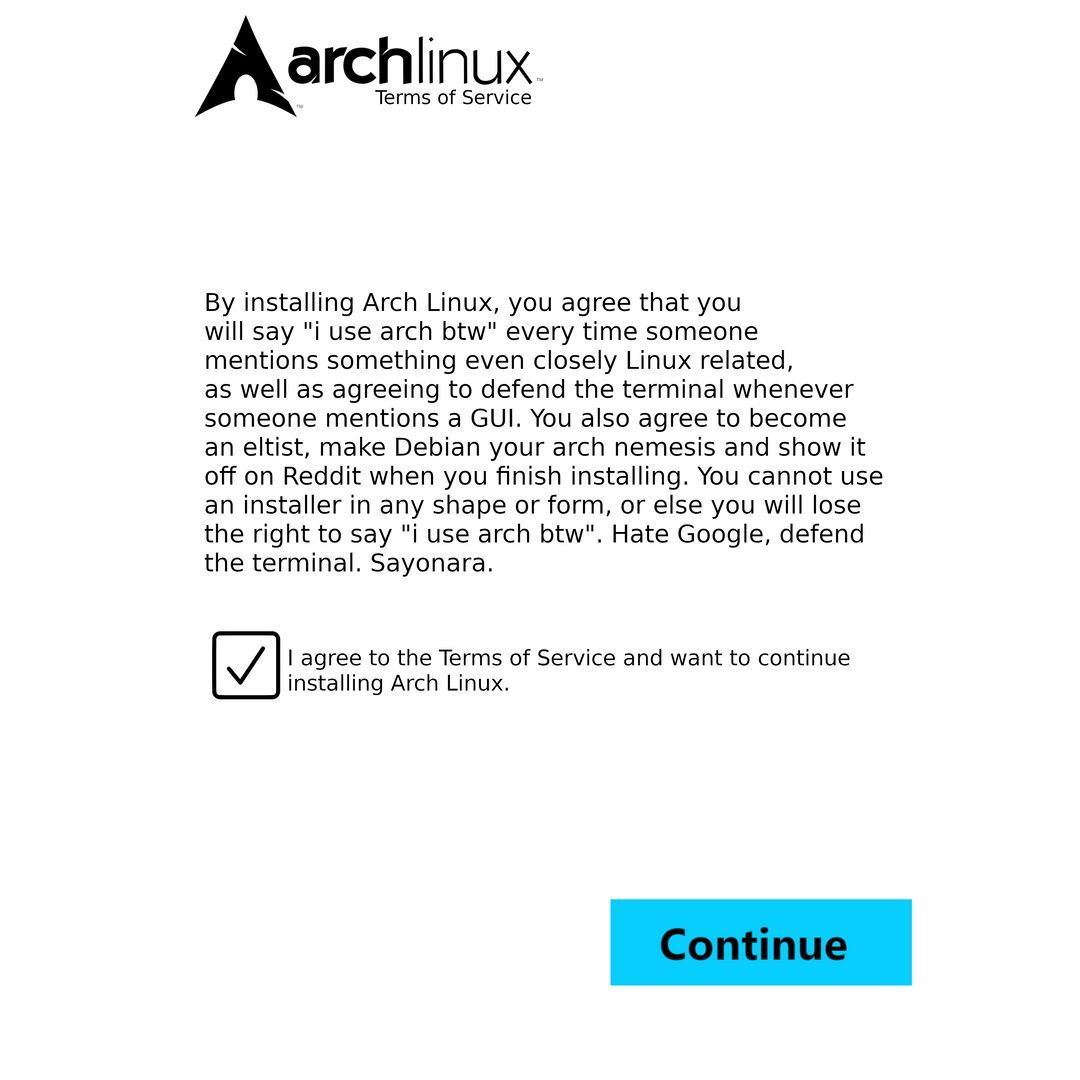 archlinux™
™
Terms of Service
By installing Arch Linux, you agree that you
will say "i use arch btw" every time someone
mentions something even closely Linux related,
as well as agreeing to defend the terminal whenever
someone mentions a GUI. You also agree to become
an eltist, make Debian your arch nemesis and show it
off on Reddit when you finish installing. You cannot use
an installer in any shape or form, or else you will lose
the right to say "i use arch btw". Hate Google, defend
the terminal. Sayonara.
I agree to the Terms of Service and want to continue
installing Arch Linux.
Continue